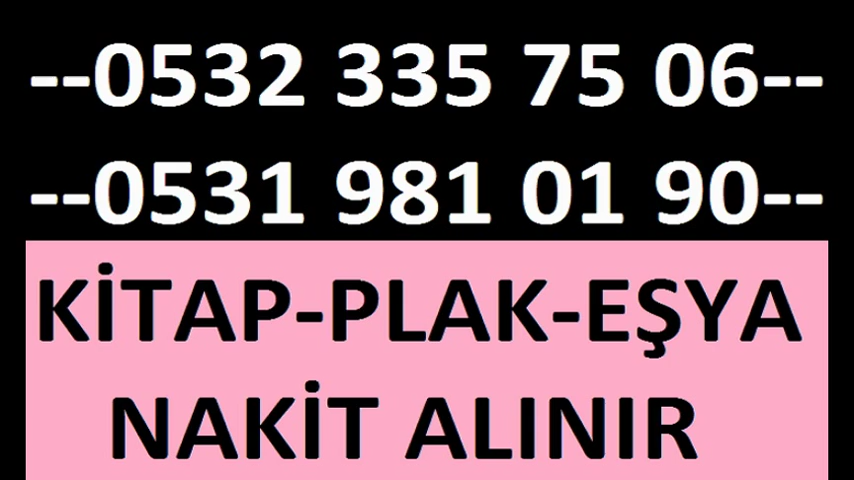 --0532 335 75 06--
--0531 981 01 90--
KİTAP-PLAK-EŞYA
NAKİT ALINIR